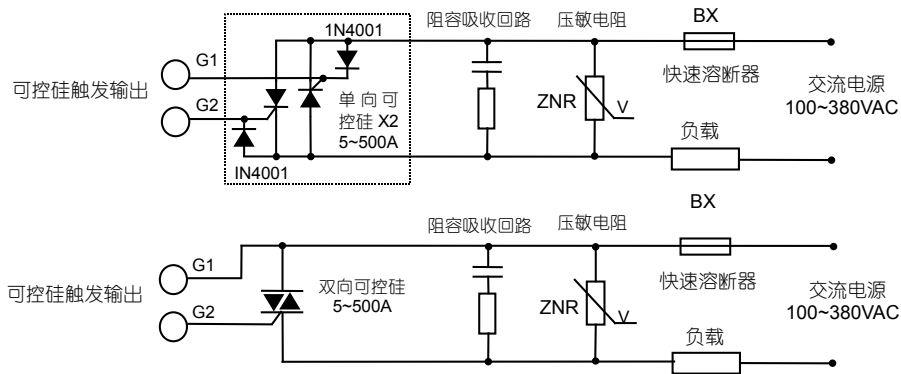 阻容吸收回路 压敏电阻 BX
1N4001
G1
可控硅触发输出
G2
单向可
控硅 X2
5~500A
IN4001
ZNR
V
快速溶断器
负载
交流电源
100~380VAC
BX
阻容吸收回路 压敏电阻
G1
可控硅触发输出
G2
双向可控硅
5~500A
ZNR
V
快速溶断器
负载
交流电源
100~380VAC